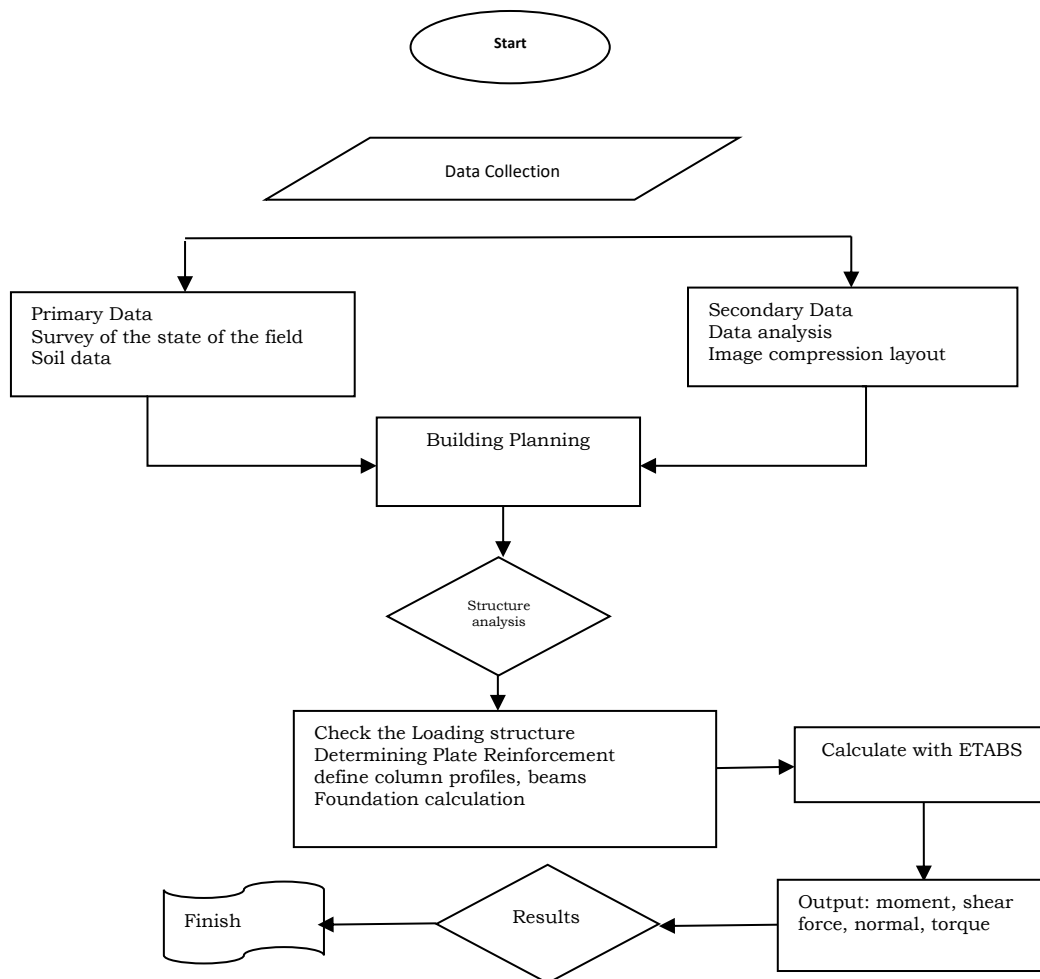 Start
Data Collection
Primary Data
Survey of the state of the field
Soil data
Secondary Data
Data analysis
Image compression layout
Building Planning
Structure
analysis
Check the Loading structure
Determining Plate Reinforcement
define column profiles, beams
Foundation calculation
Calculate with ETABS
Output: moment, shear
force, normal, torque
Results
Finish